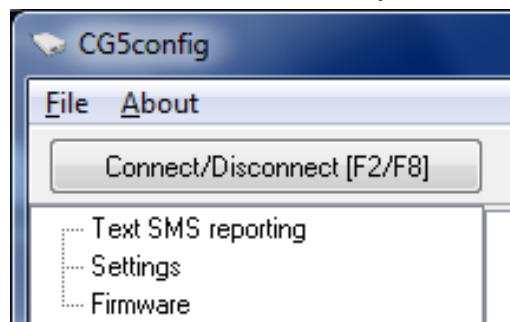 CG5config
File About
Connect/Disconnect [F2/F8]
Text SMS reporting
Settings
Firmware